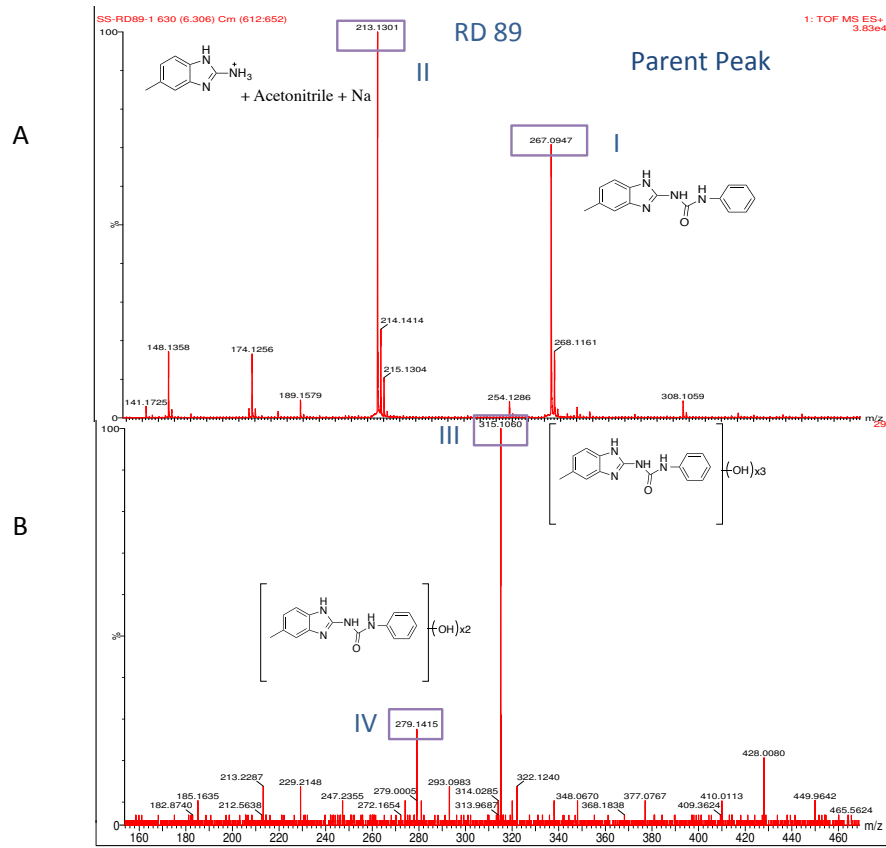 SS-RD89-1 630 (6.306) Cm (612:652)
1: TOF MS ES+
3.83e4
RD 89
Parent Peak
A
100
213.1301
II
H
N
NH3
+
N
+ Acetonitrile + Na
267.0947
I
H
N
NH
H
N
N
O
%
148.1358
174.1256
214.1414
215.1304
268.1161
141.1725
189.1579
254.1286
308.1059
0
m/z
29
B
100
III
315.1060
H
N
NH
H
N
N
O
(OH)x3
%
H
N
NH
H
N
N
O
(OH)x2
IV
279.1415
428.0080
213.2287
229.2148
293.0983
322.1240
185.1635
247.2355
279.0005
314.0285
348.0670
377.0767
410.0113
449.9642
182.8740
212.5638
272.1654
313.9687
368.1838
409.3624
465.5624
0
m/z
160 180 200 220 240 260 280 300 320 340 360 380 400 420 440 460